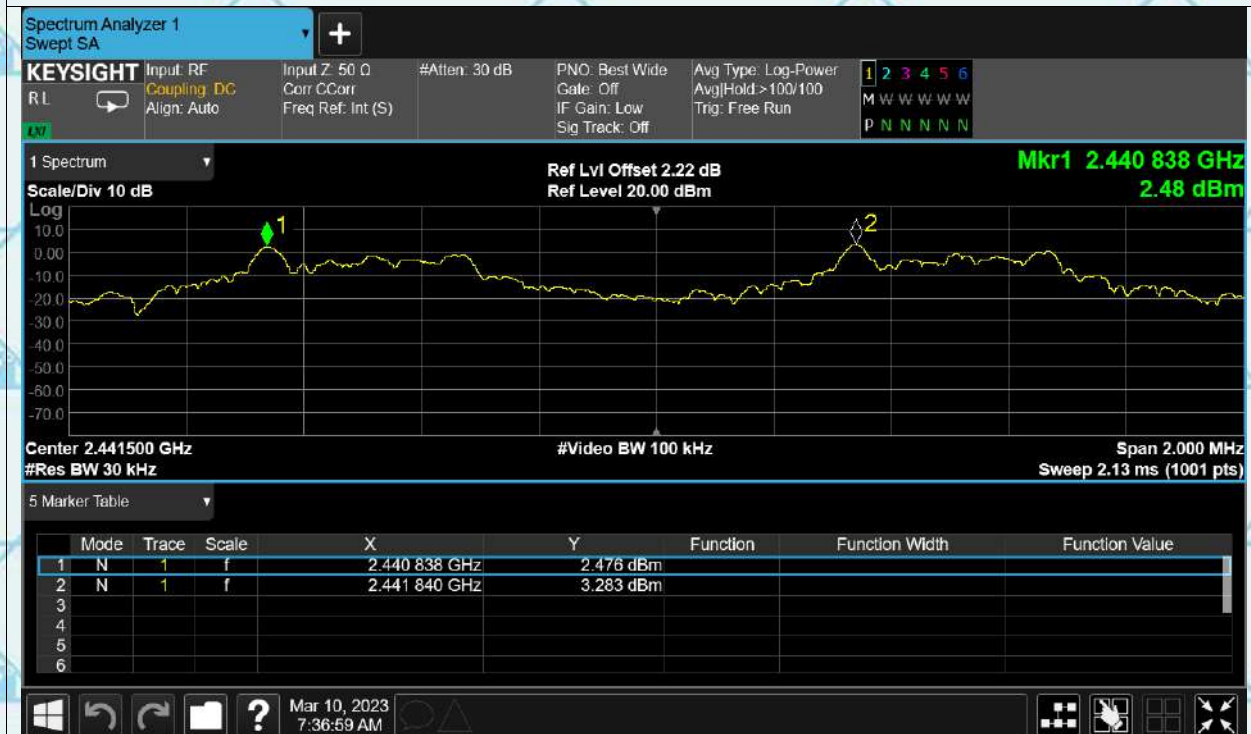 Spectrum Analyzer 1
Swept SA
+
KEYSIGHT
RL
LXI
Input: RF
Coupling: DC
Align: Auto
Input Z: 50 Ω
Corr CCorr
Freq Ref: Int (S)
#Atten: 30 dB
PNO: Best Wide
Gate: Off
IF Gain: Low
Sig Track: Off
Avg Type: Log-Power
Avg|Hold:>100/100
Trig: Free Run
1 2 3 4 5 6
M W W W W W
P N N N N N
1 Spectrum
Scale/Div 10 dB
Ref Lvl Offset 2.22 dB
Ref Level 20.00 dBm
Mkr1 2.440 838 GHz
2.48 dBm
Log
10.0
0.00
-10.0
-20.0
-30.0
-40.0
-50.0
-60.0
-70.0
1
2
Center 2.441500 GHz
#Res BW 30 kHz
#Video BW 100 kHz
Span 2.000 MHz
Sweep 2.13 ms (1001 pts)
5 Marker Table
Mode Trace Scale X Y Function Function Width Function Value
1 N 1 f 2.440 838 GHz 2.476 dBm
2 N 1 f 2.441 840 GHz 3.283 dBm
3
4
5
6
?
Mar 10, 2023
7:36:59 AM